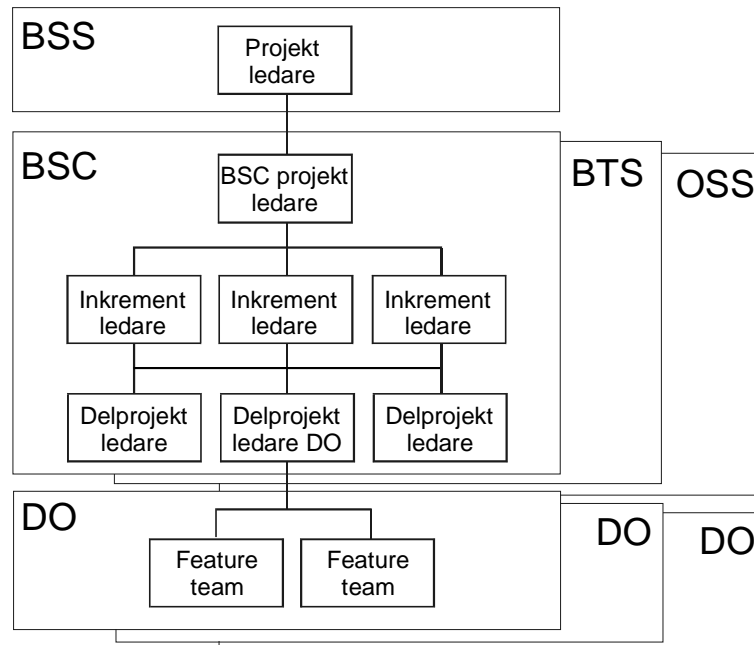 BSS
Projekt
ledare
BSC
BTS
OSS
BSC projekt
ledare
Inkrement
ledare
Inkrement
ledare
Inkrement
ledare
Delprojekt
ledare
Delprojekt
ledare DO
Delprojekt
ledare
DO
DO
DO
Feature
team
Feature
team